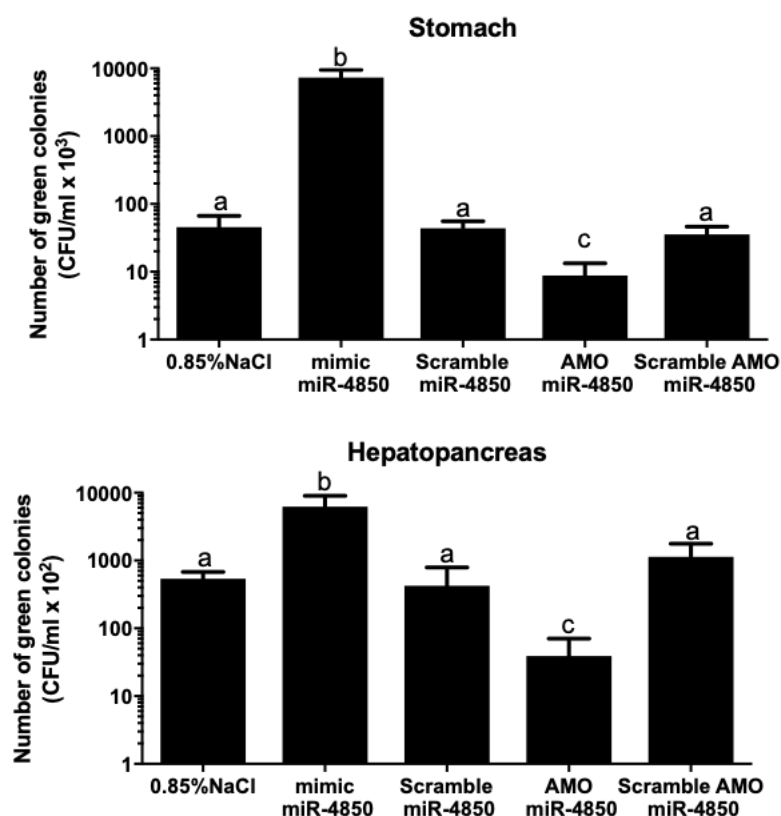 Stomach
Number of green colonies
(CFU/ml x 10³)
10000
1000
100
10
1
a
b
a
c
a
0.85%NaCl
mimic
miR-4850
Scramble
miR-4850
AMO
miR-4850
Scramble AMO
miR-4850
Hepatopancreas
Number of green colonies
(CFU/ml x 10²)
10000
1000
100
10
1
a
b
a
c
a
0.85%NaCl
mimic
miR-4850
Scramble
miR-4850
AMO
miR-4850
Scramble AMO
miR-4850